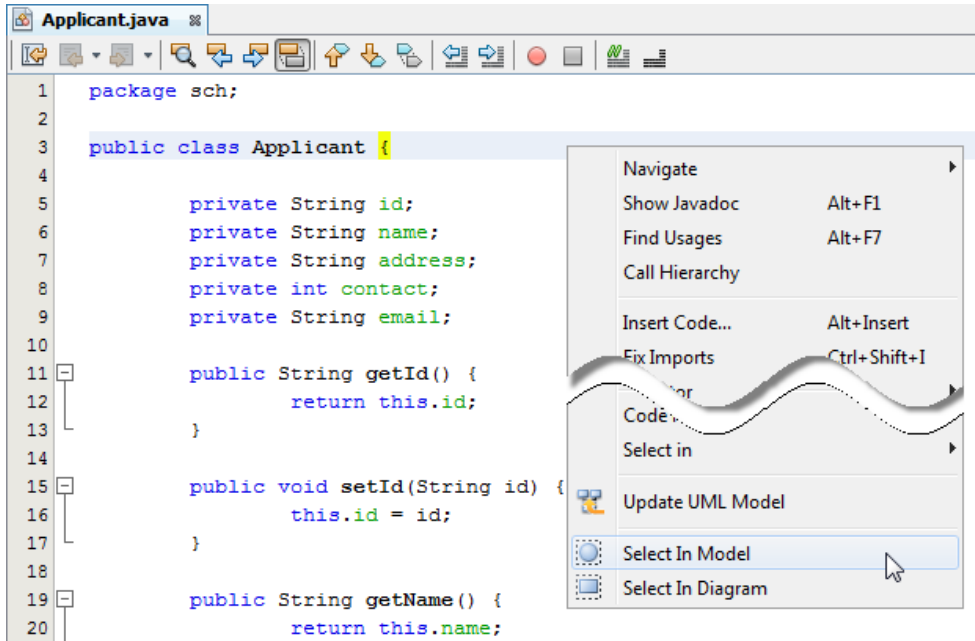 Applicant.java
1 package sch;
2
3 public class Applicant {
4
5 private String id;
6 private String name;
7 private String address;
8 private int contact;
9 private String email;
10
11 public String getId() {
12 return this.id;
13 }
14
15 public void setId(String id) {
16 this.id = id;
17 }
18
19 public String getName() {
20 return this.name;
Navigate
Show Javadoc Alt+F1
Find Usages Alt+F7
Call Hierarchy
Insert Code... Alt+Insert
Fix Imports Ctrl+Shift+I
Select in
Update UML Model
Select In Model
Select In Diagram